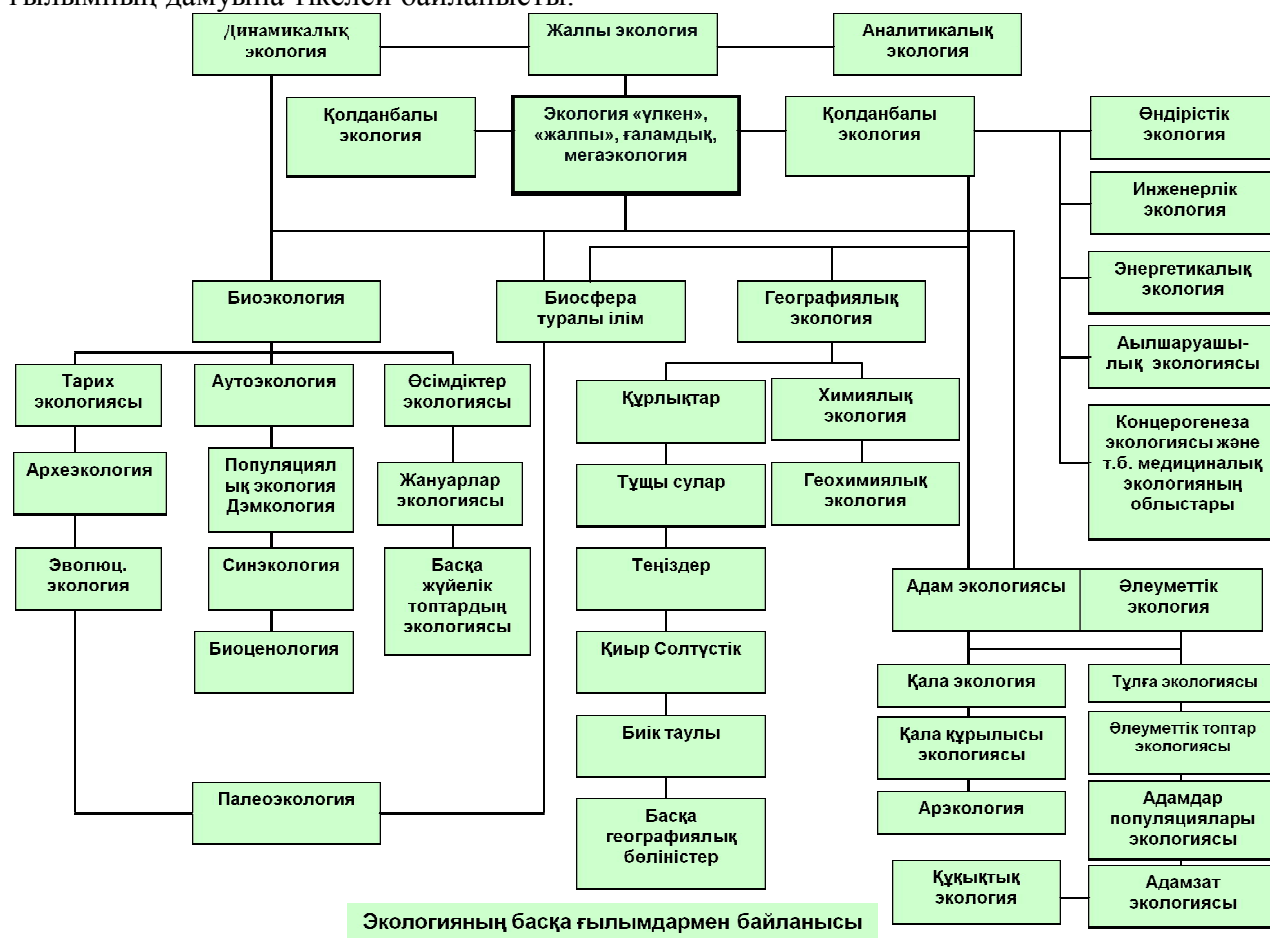 ғылымның дамуына тікелей байланысты.
Динамикалық
экология
Жалпы экология
Аналитикалық
экология
Қолданбалы
экология
Экология «үлкен»,
«жалпы», ғаламдық,
мегаэкология
Қолданбалы
экология
Өндірістік
экология
Инженерлік
экология
Энергетикалық
экология
Аылшаруашы-
лық экологиясы
Концерогенеза
экологиясы және
т.б. медициналық
экологияның
облыстары
Биоэкология
Биосфера
туралы ілім
Географиялық
экология
Тарих
экологиясы
Аутоэкология
Өсімдіктер
экологиясы
Археэкология
Популяциял
ық экология
Дэмкология
Жануарлар
экологиясы
Эволюц.
экология
Синэкология
Басқа
жүйелік
топтардың
экологиясы
Биоценология
Палеоэкология
Құрлықтар
Химиялық
экология
Тұщы сулар
Геохимиялық
экология
Теңіздер
Қиыр Солтүстік
Биік таулы
Басқа
географиялық
бөліністер
Адам экологиясы
Әлеуметтік
экология
Қала экология
Тұлға экологиясы
Қала құрылысы
экологиясы
Әлеуметтік топтар
экологиясы
Арэкология
Адамдар
популяциялары
экологиясы
Құқықтық
экология
Адамзат
экологиясы
Экологияның басқа ғылымдармен байланысы